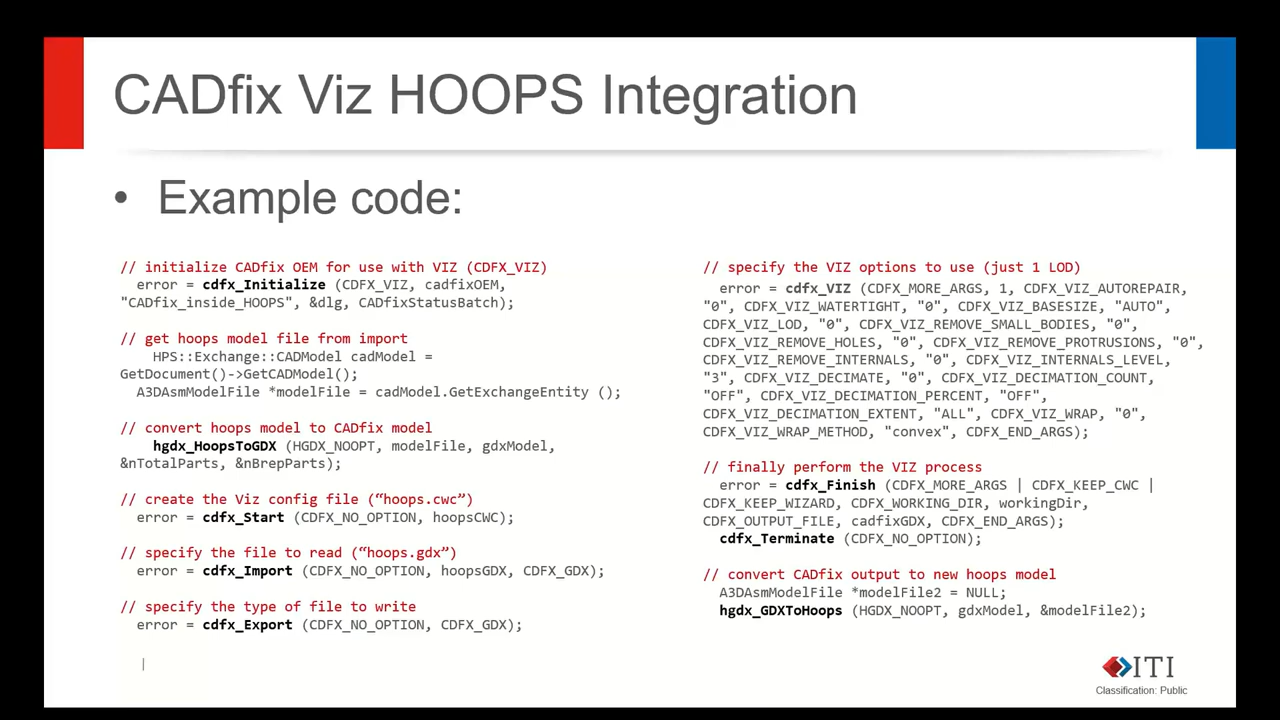 CADfix Viz HOOPS Integration
• Example code:
// initialize CADfix OEM for use with VIZ (CDFX_VIZ)
error = cdfx_Initialize (CDFX_VIZ, cadfixOEM,
"CADfix_inside_HOOPS", &dlg, CADfixStatusBatch);
// get hoops model file from import
HPS::Exchange::CADModel cadModel =
GetDocument()->GetCADModel();
A3DAsmModelFile *modelFile = cadModel.GetExchangeEntity ();
// convert hoops model to CADfix model
hgdx_HoopsToGDX (HGDX_NOOPT, modelFile, gdxModel,
&nTotalParts, &nBrepParts);
// create the Viz config file (“hoops.cwc”)
error = cdfx_Start (CDFX_NO_OPTION, hoopsCWC);
// specify the file to read (“hoops.gdx”)
error = cdfx_Import (CDFX_NO_OPTION, hoopsGDX, CDFX_GDX);
// specify the type of file to write
error = cdfx_Export (CDFX_NO_OPTION, CDFX_GDX);
// specify the VIZ options to use (just 1 LOD)
error = cdfx_VIZ (CDFX_MORE_ARGS, 1, CDFX_VIZ_AUTOREPAIR,
"0", CDFX_VIZ_WATERTIGHT, "0", CDFX_VIZ_BASESIZE, "AUTO",
CDFX_VIZ_LOD, "0", CDFX_VIZ_REMOVE_SMALL_BODIES, "0",
CDFX_VIZ_REMOVE_HOLES, "0", CDFX_VIZ_REMOVE_PROTRUSIONS, "0",
CDFX_VIZ_REMOVE_INTERNALS, "0", CDFX_VIZ_INTERNALS_LEVEL,
"3", CDFX_VIZ_DECIMATE, "0", CDFX_VIZ_DECIMATION_COUNT,
"OFF", CDFX_VIZ_DECIMATION_PERCENT, "OFF",
CDFX_VIZ_DECIMATION_EXTENT, "ALL", CDFX_VIZ_WRAP, "0",
CDFX_VIZ_WRAP_METHOD, "convex", CDFX_END_ARGS);
// finally perform the VIZ process
error = cdfx_Finish (CDFX_MORE_ARGS | CDFX_KEEP_CWC |
CDFX_KEEP_WIZARD, CDFX_WORKING_DIR, workingDir,
CDFX_OUTPUT_FILE, cadfixGDX, CDFX_END_ARGS);
cdfx_Terminate (CDFX_NO_OPTION);
// convert CADfix output to new hoops model
A3DAsmModelFile *modelFile2 = NULL;
hgdx_GDXToHoops (HGDX_NOOPT, gdxModel, &modelFile2);
ITI
Classification: Public